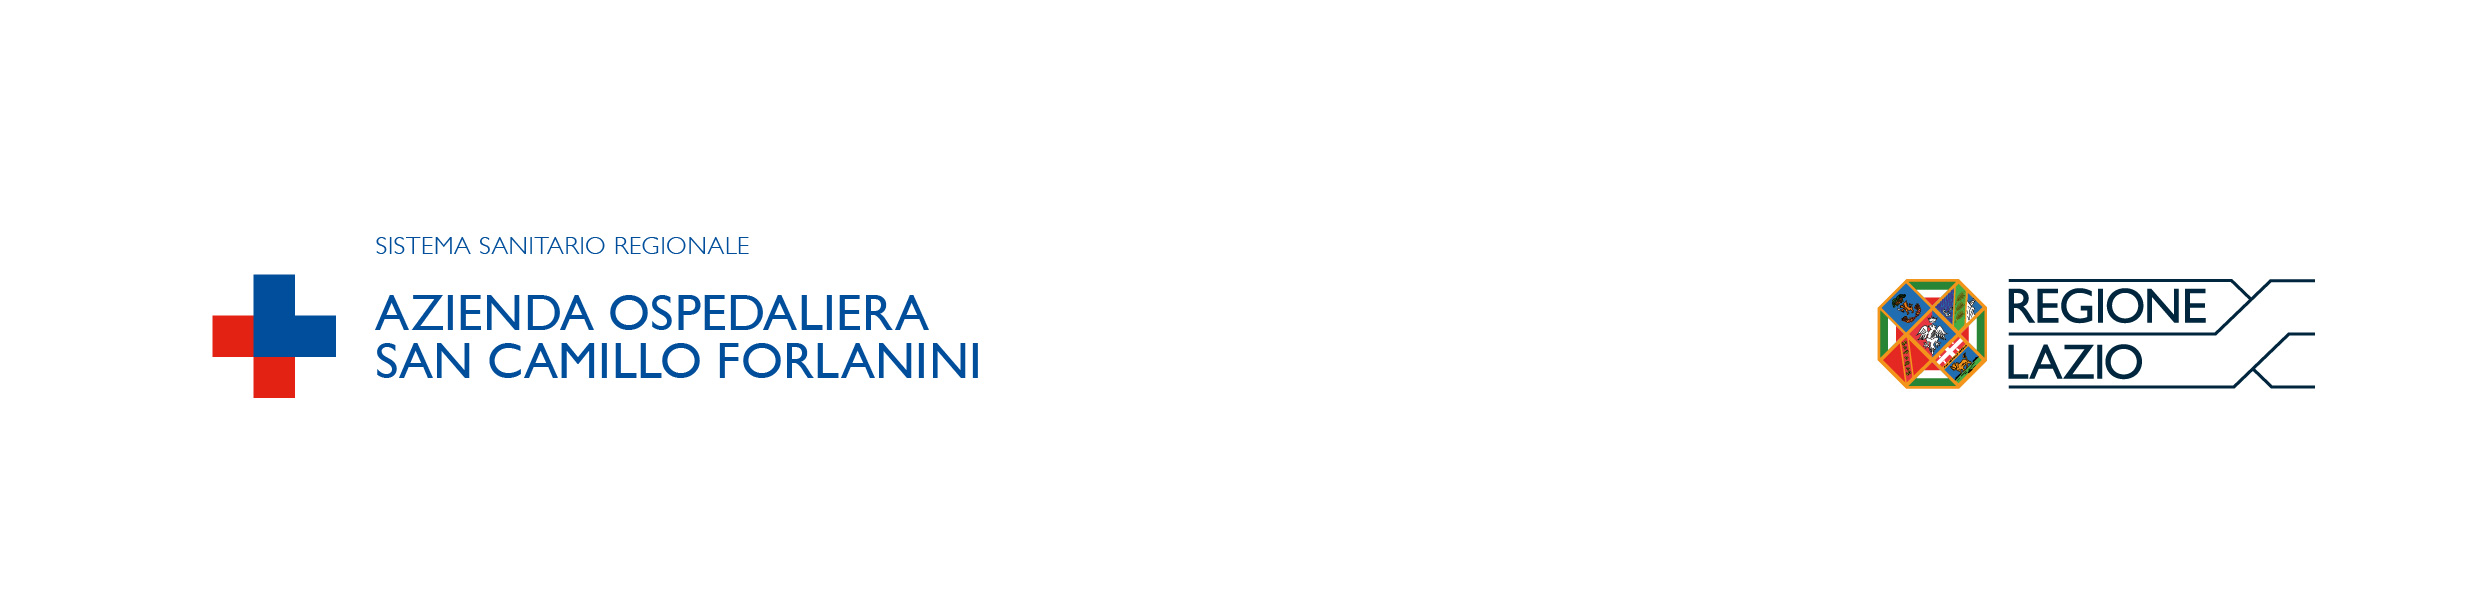 SISTEMA SANITARIO REGIONALE
AZIENDA OSPEDALIERA
SAN CAMILLO FORLANINI
REGIONE
LAZIO